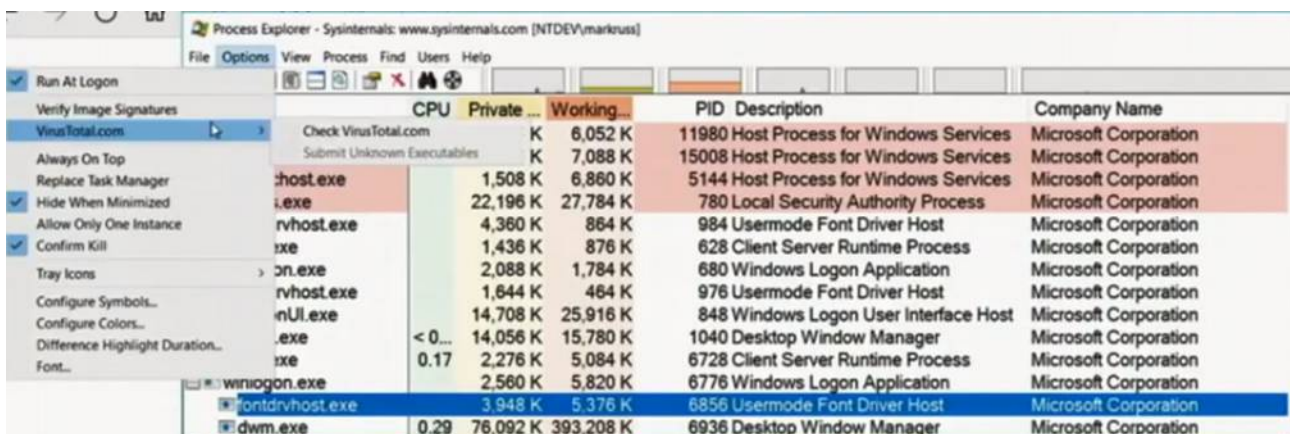 Process Explorer - Sysinternals: www.sysinternals.com [NTDEV\markruss]
File Options View Process Find Users Help
Run At Logon
Verify Image Signatures
VirusTotal.com
Always On Top
Replace Task Manager
Hide When Minimized
Allow Only One Instance
Confirm Kill
Tray Icons
Configure Symbols...
Configure Colors...
Difference Highlight Duration...
Font...
Check VirusTotal.com
Submit Unknown Executables
CPU Private ... Working... PID Description Company Name
K 6,052 K 11980 Host Process for Windows Services Microsoft Corporation
K 7,088 K 15008 Host Process for Windows Services Microsoft Corporation
chost.exe 1,508 K 6,860 K 5144 Host Process for Windows Services Microsoft Corporation
s.exe 22,196 K 27,784 K 780 Local Security Authority Process Microsoft Corporation
rvhost.exe 4,360 K 864 K 984 Usermode Font Driver Host Microsoft Corporation
xe 1,436 K 876 K 628 Client Server Runtime Process Microsoft Corporation
on.exe 2,088 K 1,784 K 680 Windows Logon Application Microsoft Corporation
rvhost.exe 1,644 K 464 K 976 Usermode Font Driver Host Microsoft Corporation
nUI.exe 14,708 K 25,916 K 848 Windows Logon User Interface Host Microsoft Corporation
.exe < 0... 14,056 K 15,780 K 1040 Desktop Window Manager Microsoft Corporation
xe 0.17 2,276 K 5,084 K 6728 Client Server Runtime Process Microsoft Corporation
winlogon.exe 2,560 K 5,820 K 6776 Windows Logon Application Microsoft Corporation
fontdrvhost.exe 3,948 K 5,376 K 6856 Usermode Font Driver Host Microsoft Corporation
dwm.exe 0.29 76,092 K 393,208 K 6936 Desktop Window Manager Microsoft Corporation